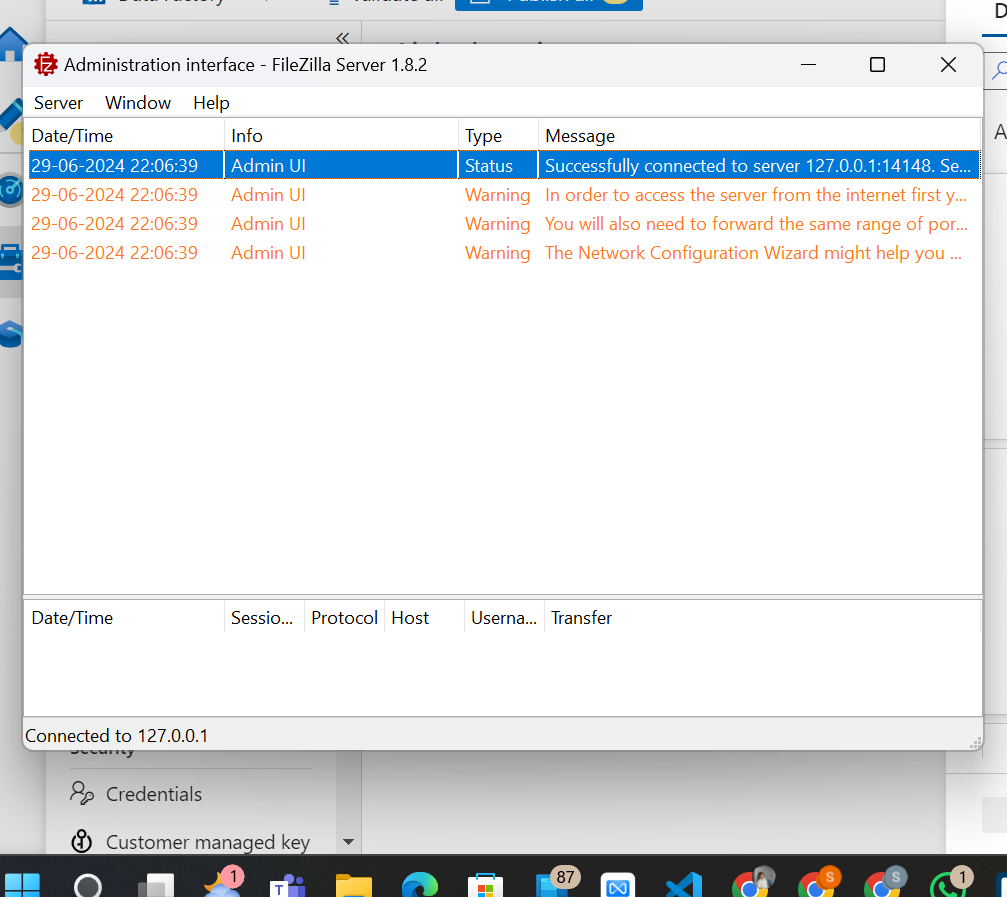 Data Factory
Administration interface - FileZilla Server 1.8.2
Server Window Help
Date/Time Info Type Message
29-06-2024 22:06:39 Admin UI Status Successfully connected to server 127.0.0.1:14148. Se...
29-06-2024 22:06:39 Admin UI Warning In order to access the server from the internet first y...
29-06-2024 22:06:39 Admin UI Warning You will also need to forward the same range of por...
29-06-2024 22:06:39 Admin UI Warning The Network Configuration Wizard might help you ...
Date/Time Sessio... Protocol Host Userna... Transfer
Connected to 127.0.0.1
Security
Credentials
Customer managed key
1 87 S S 1